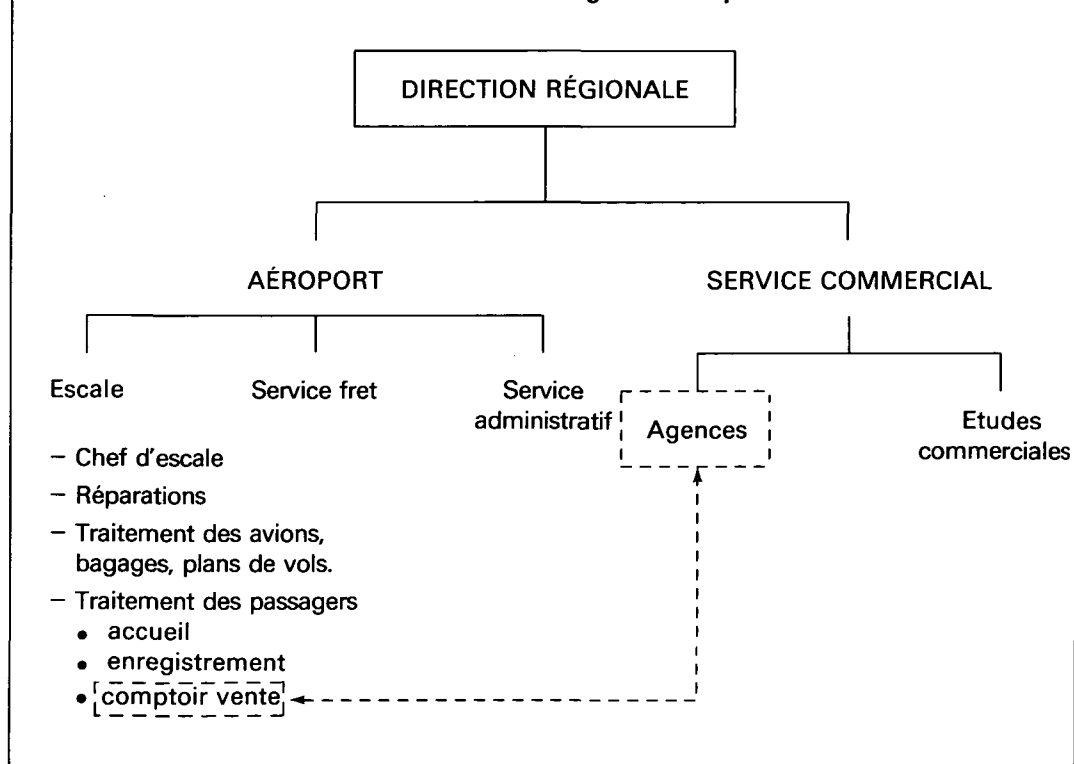 DIRECTION RÉGIONALE
AÉROPORT
SERVICE COMMERCIAL
Escale
Service fret
Service
administratif
Agences
Etudes
commerciales
– Chef d'escale
– Réparations
– Traitement des avions,
bagages, plans de vols.
– Traitement des passagers
• accueil
• enregistrement
• comptoir vente